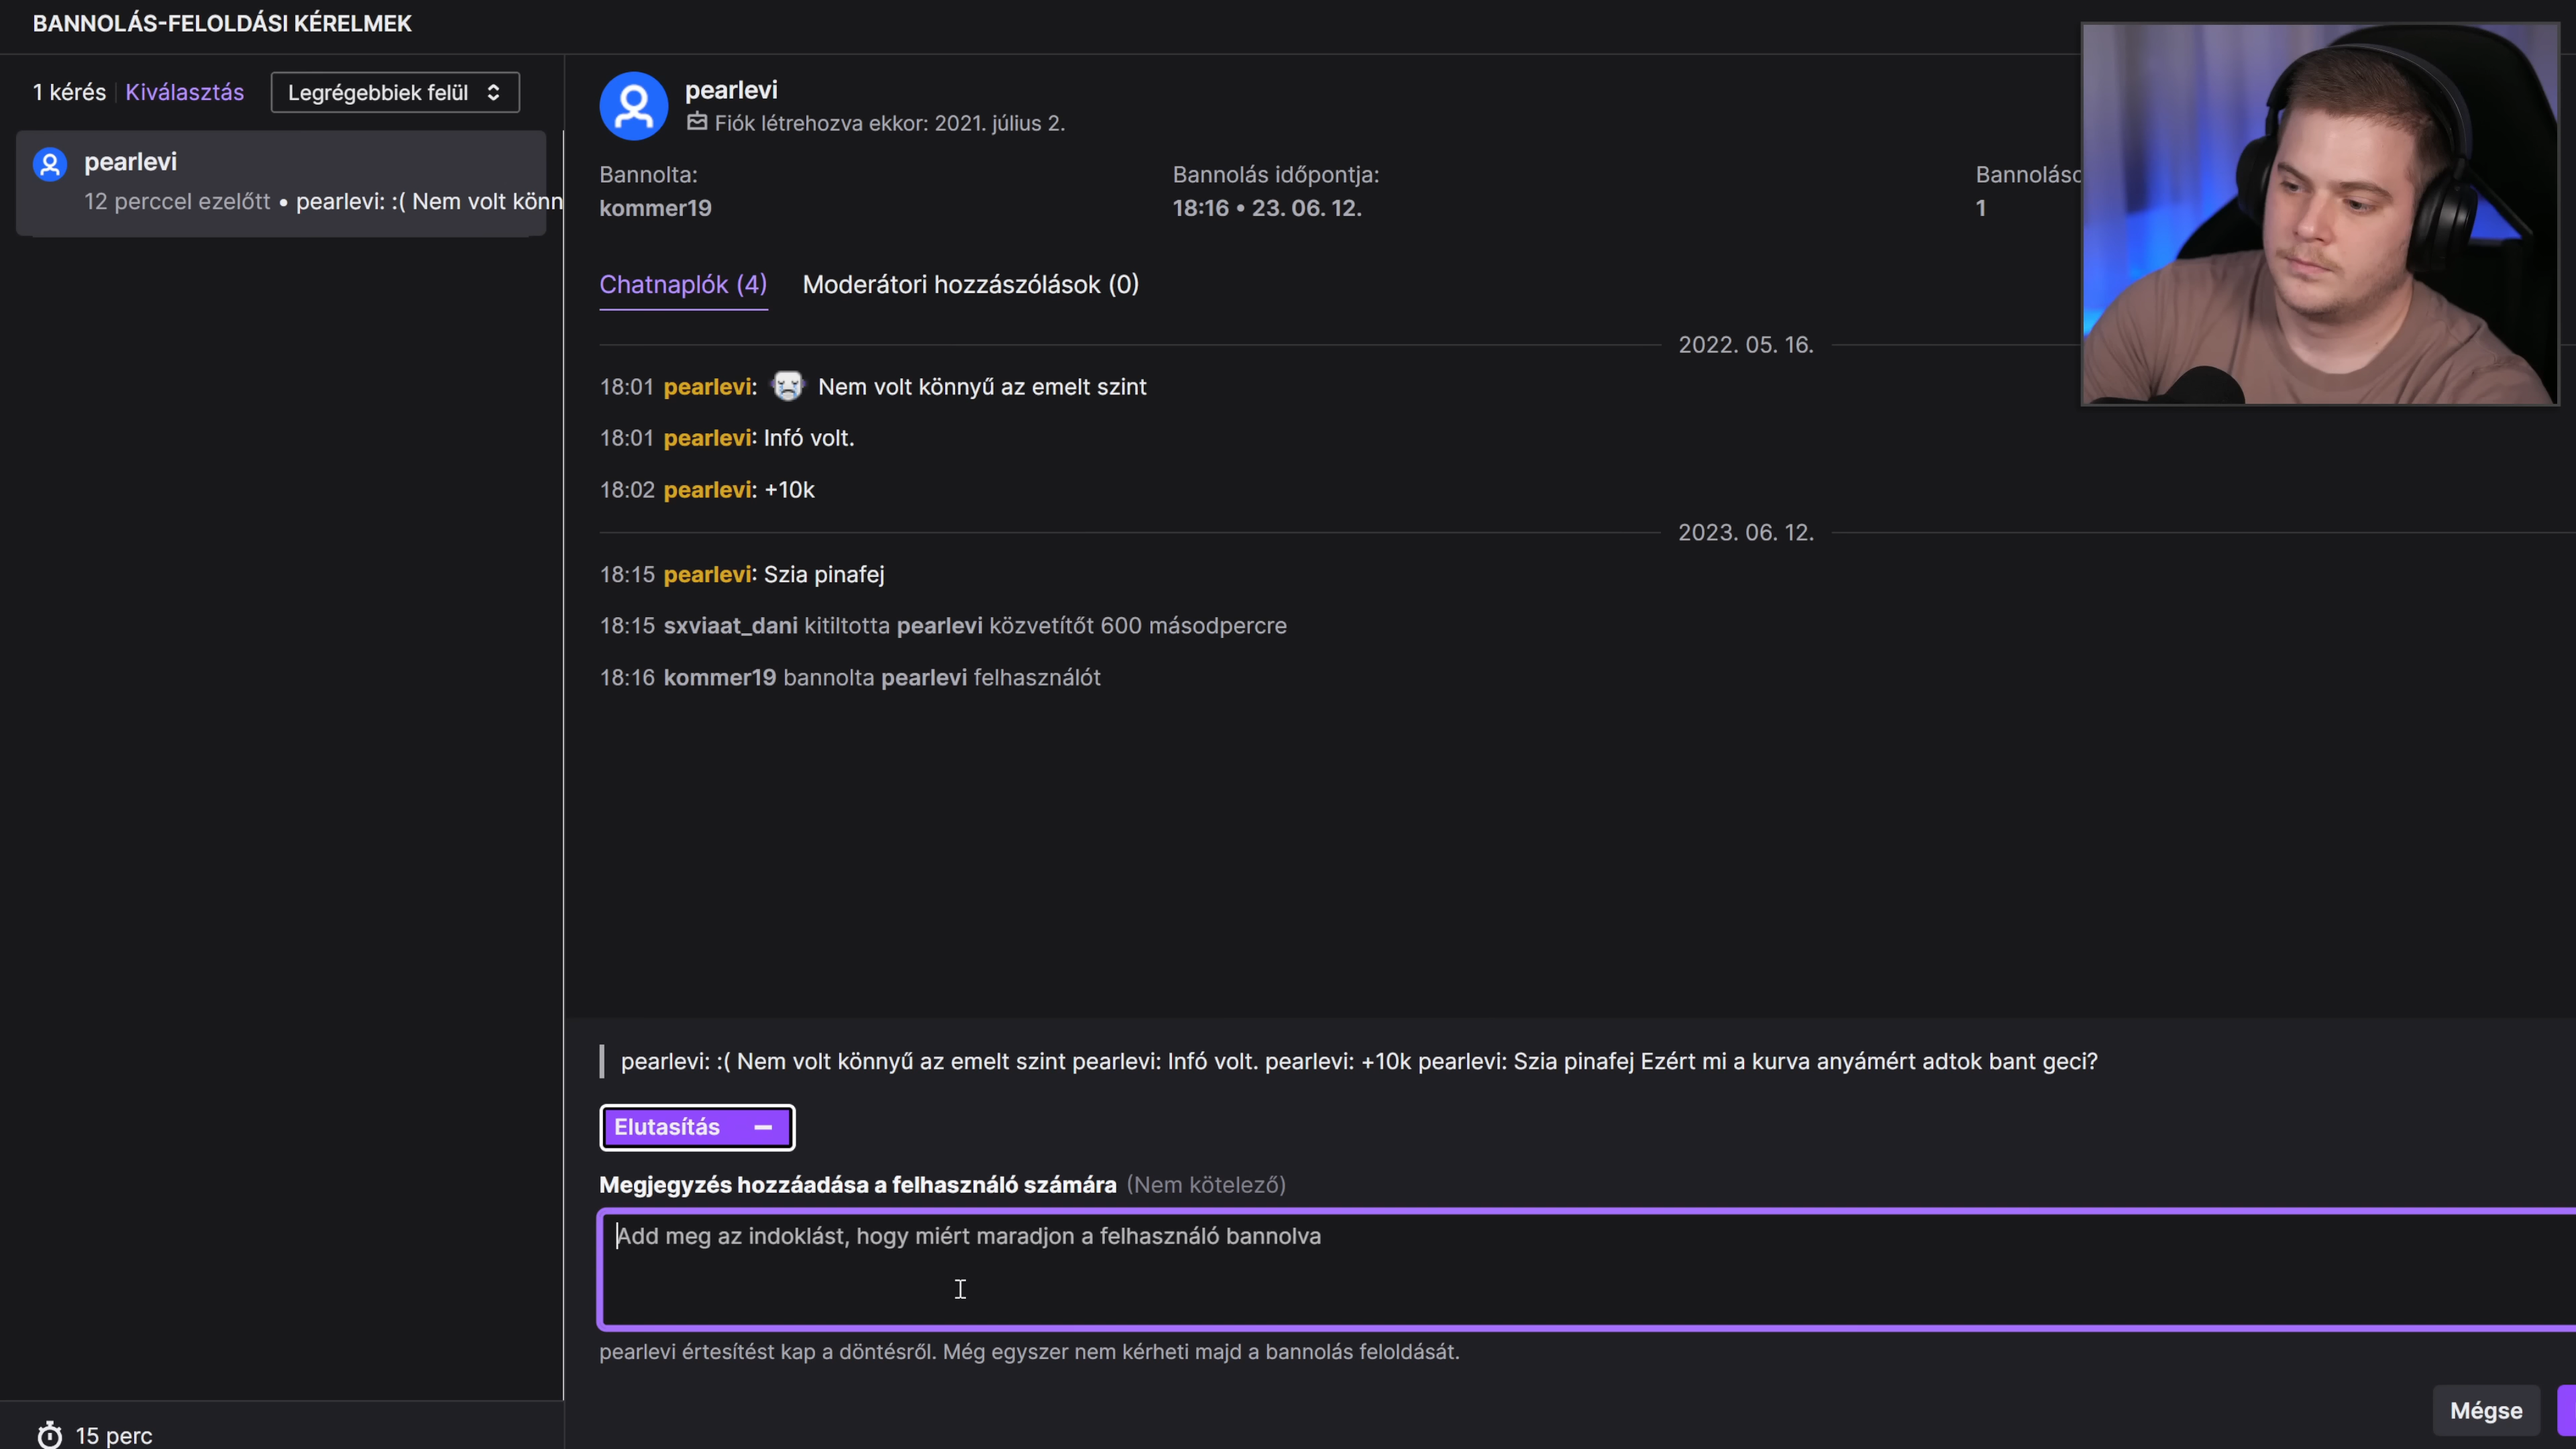 BANNOLÁS-FELOLDÁSI KÉRELMEK
1 kérés
Kiválasztás
Legrégebbiek felül
pearlevi
12 perccel ezelőtt • pearlevi: :( Nem volt könn
15 perc
pearlevi
Fiók létrehozva ekkor: 2021. július 2.
Bannolta:
kommer19
Bannolás időpontja:
18:16 • 23. 06. 12.
1
Chatnaplók (4)
Moderátori hozzászólások (0)
2022. 05. 16.
18:01 pearlevi: Nem volt könnyű az emelt szint
18:01 pearlevi: Infó volt.
18:02 pearlevi: +10k
2023. 06. 12.
18:15 pearlevi: Szia pinafej
18:15 sxviaat_dani kitiltotta pearlevi közvetítőt 600 másodpercre
18:16 kommer19 bannolta pearlevi felhasználót
pearlevi: :( Nem volt könnyű az emelt szint pearlevi: Infó volt. pearlevi: +10k pearlevi: Szia pinafej Ezért mi a kurva anyámért adtok bant geci?
Elutasítás
Megjegyzés hozzáadása a felhasználó számára (Nem kötelező)
Add meg az indoklást, hogy miért maradjon a felhasználó bannolva
pearlevi értesítést kap a döntésről. Még egyszer nem kérheti majd a bannolás feloldását.
Mégse